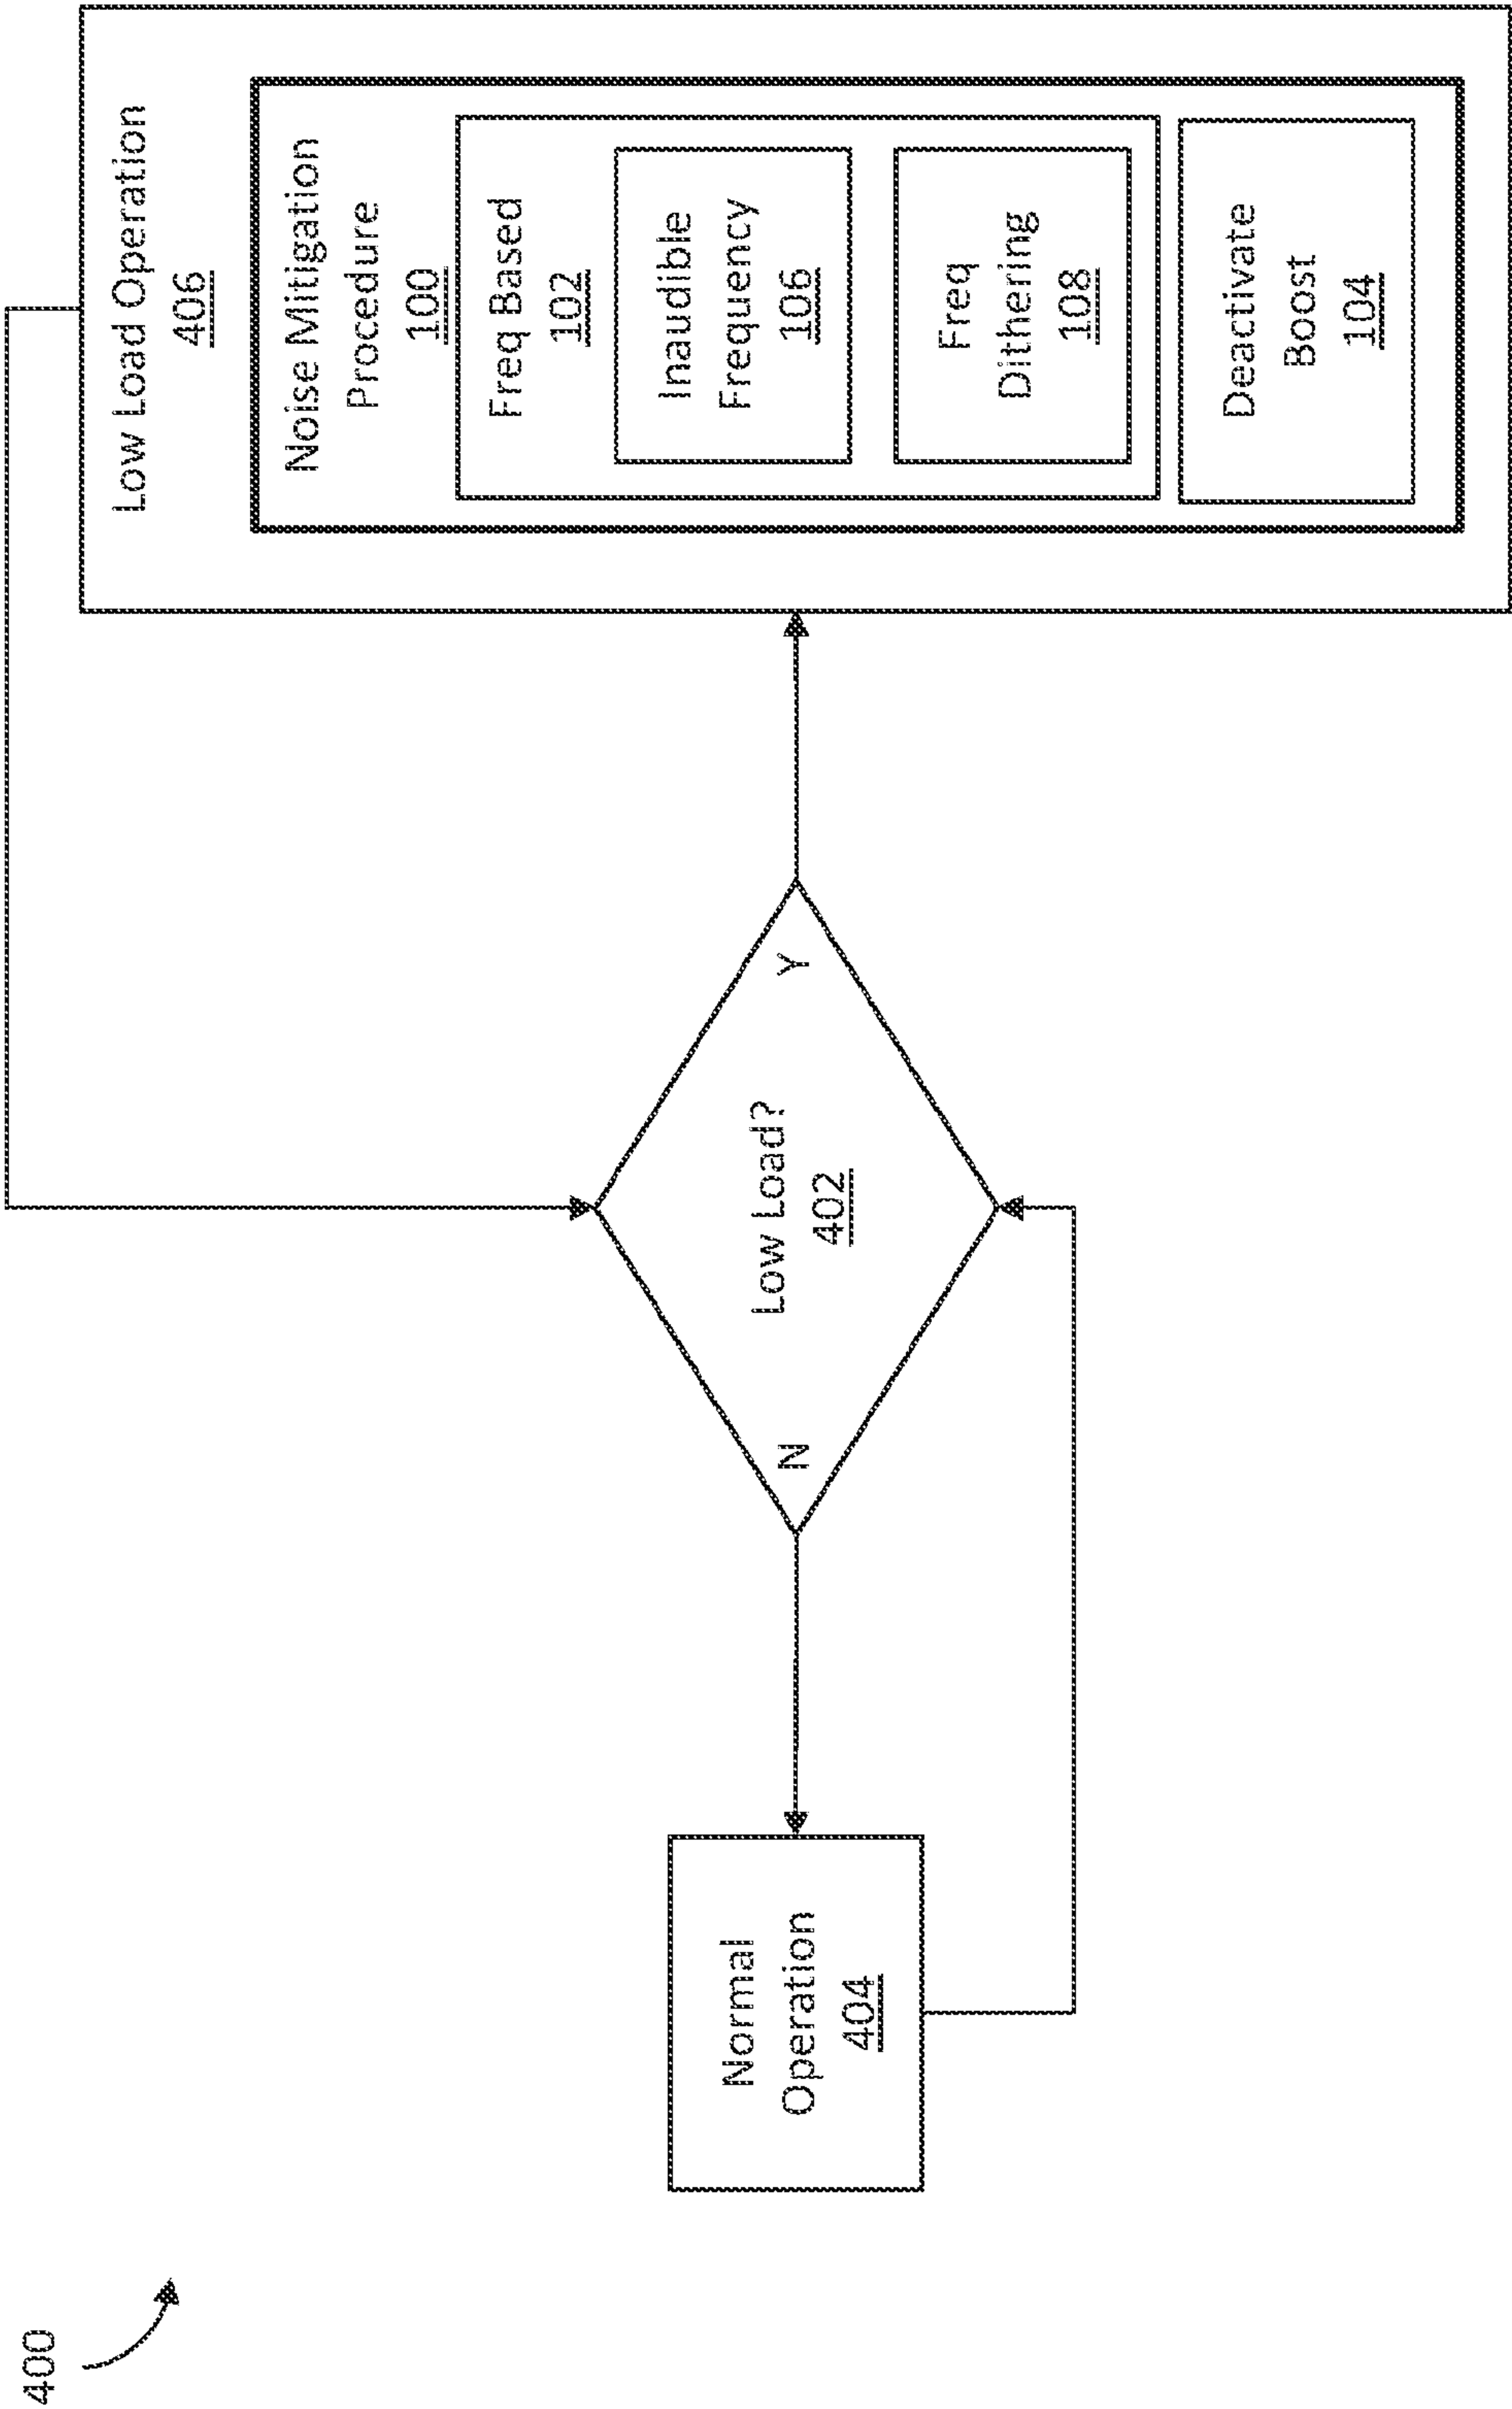 400
Normal
Operation
404
N
Low Load?
402
Y
Low Load Operation
406
Noise Mitigation
Procedure
100
Freq Based
102
Inaudible
Frequency
106
Freq
Dithering
108
Deactivate
Boost
104